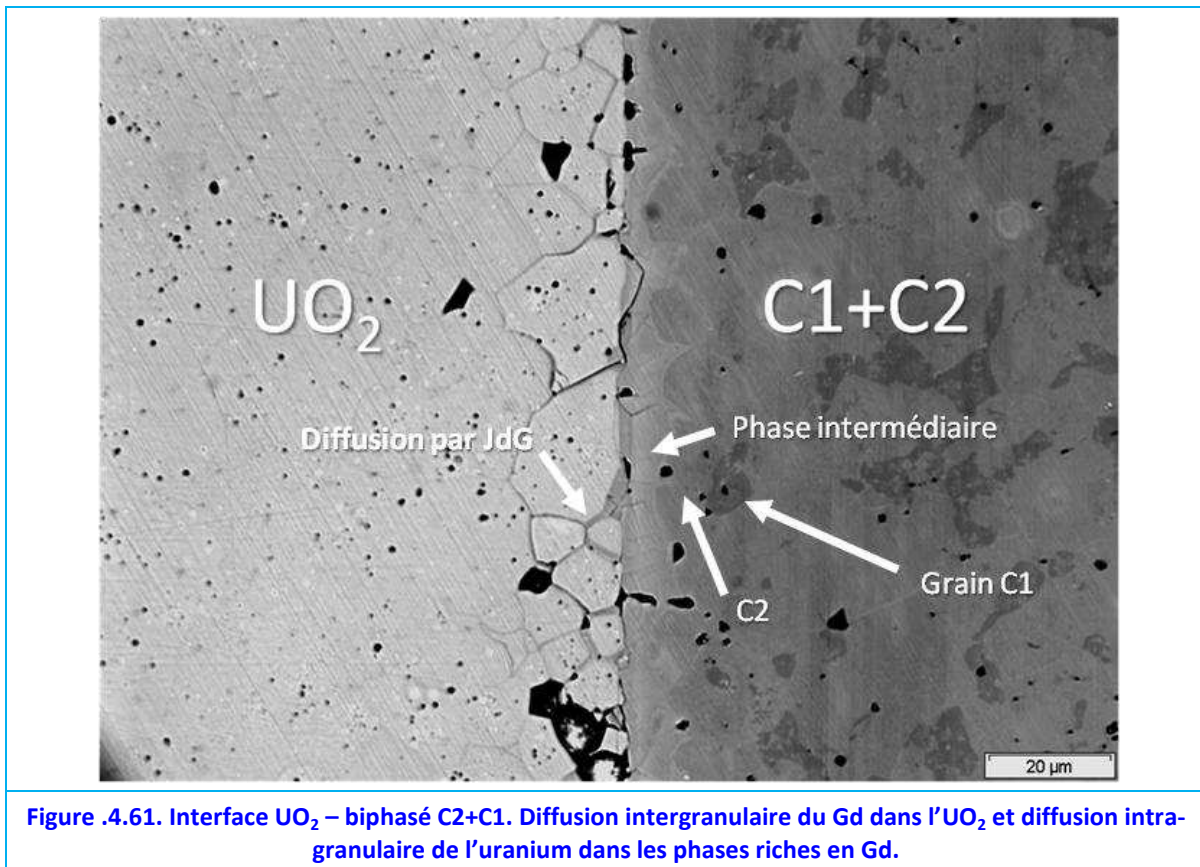 UO₂
C1+C2
Diffusion par JdG
Phase intermédiaire
Grain C1
C2
20 µm
Figure .4.61. Interface UO₂ – biphasé C2+C1. Diffusion intergranulaire du Gd dans l'UO₂ et diffusion intra-
granulaire de l'uranium dans les phases riches en Gd.